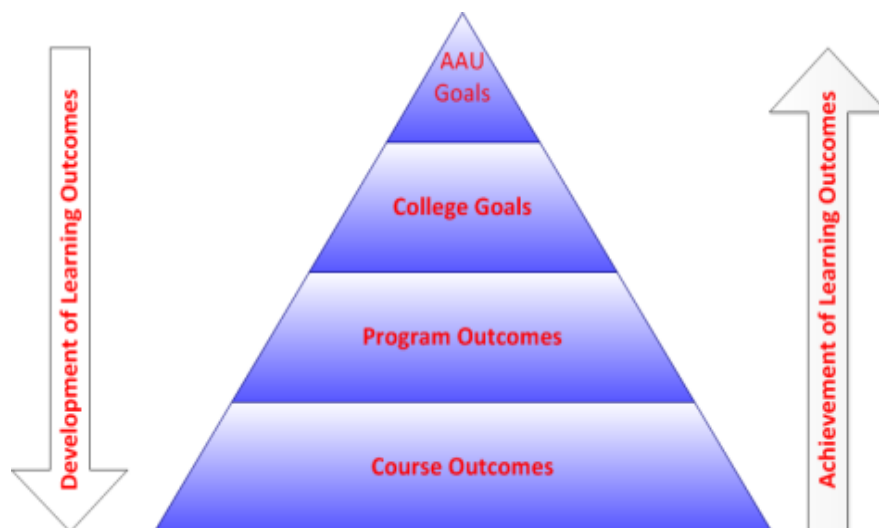 Development of Learning Outcomes
AAU
Goals
College Goals
Program Outcomes
Course Outcomes
Achievement of Learning Outcomes